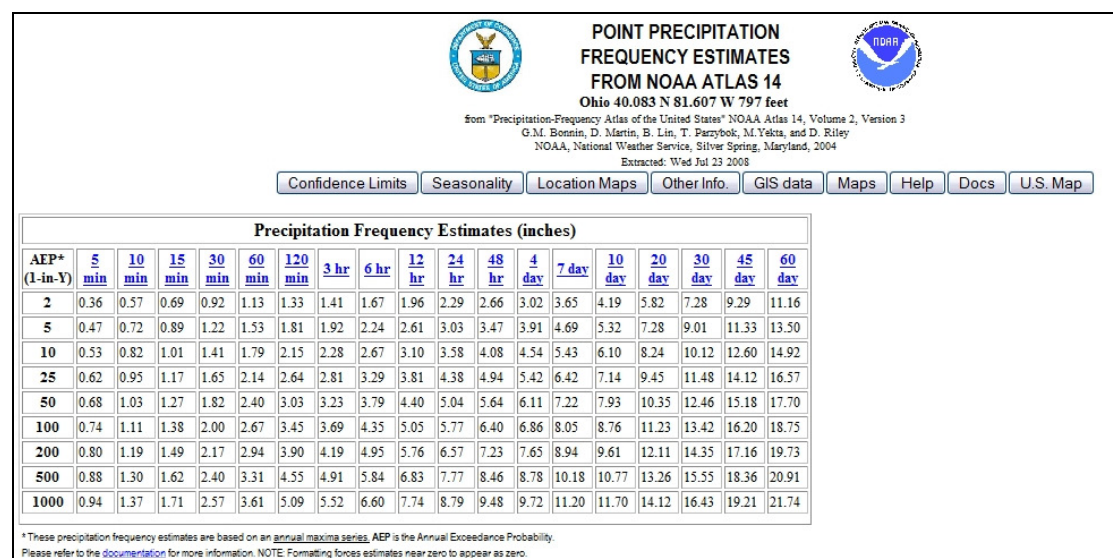 POINT PRECIPITATION
FREQUENCY ESTIMATES
FROM NOAA ATLAS 14
Ohio 40.083 N 81.607 W 797 feet
from "Precipitation-Frequency Atlas of the United States" NOAA Atlas 14, Volume 2, Version 3
G.M. Bonnin, D. Martin, B. Lin, T. Parzybok, M.Yekta, and D. Riley
NOAA, National Weather Service, Silver Spring, Maryland, 2004
Extracted: Wed Jul 23 2008
NOAA
Confidence Limits Seasonality Location Maps Other Info. GIS data Maps Help Docs U.S. Map
Precipitation Frequency Estimates (inches)
AEP* (1-in-Y) 5 min 10 min 15 min 30 min 60 min 120 min 3 hr 6 hr 12 hr 24 hr 48 hr 4 day 7 day 10 day 20 day 30 day 45 day 60 day
2 0.36 0.57 0.69 0.92 1.13 1.33 1.41 1.67 1.96 2.29 2.66 3.02 3.65 4.19 5.82 7.28 9.29 11.16
5 0.47 0.72 0.89 1.22 1.53 1.81 1.92 2.24 2.61 3.03 3.47 3.91 4.69 5.32 7.28 9.01 11.33 13.50
10 0.53 0.82 1.01 1.41 1.79 2.15 2.28 2.67 3.10 3.58 4.08 4.54 5.43 6.10 8.24 10.12 12.60 14.92
25 0.62 0.95 1.17 1.65 2.14 2.64 2.81 3.29 3.81 4.38 4.94 5.42 6.42 7.14 9.45 11.48 14.12 16.57
50 0.68 1.03 1.27 1.82 2.40 3.03 3.23 3.79 4.40 5.04 5.64 6.11 7.22 7.93 10.35 12.46 15.18 17.70
100 0.74 1.11 1.38 2.00 2.67 3.45 3.69 4.35 5.05 5.77 6.40 6.86 8.05 8.76 11.23 13.42 16.20 18.75
200 0.80 1.19 1.49 2.17 2.94 3.90 4.19 4.95 5.76 6.57 7.23 7.65 8.94 9.61 12.11 14.35 17.16 19.73
500 0.88 1.30 1.62 2.40 3.31 4.55 4.91 5.84 6.83 7.77 8.46 8.78 10.18 10.77 13.26 15.55 18.36 20.91
1000 0.94 1.37 1.71 2.57 3.61 5.09 5.52 6.60 7.74 8.79 9.48 9.72 11.20 11.70 14.12 16.43 19.21 21.74
* These precipitation frequency estimates are based on an annual maxima series. AEP is the Annual Exceedance Probability.
Please refer to the documentation for more information. NOTE: Formatting forces estimates near zero to appear as zero.